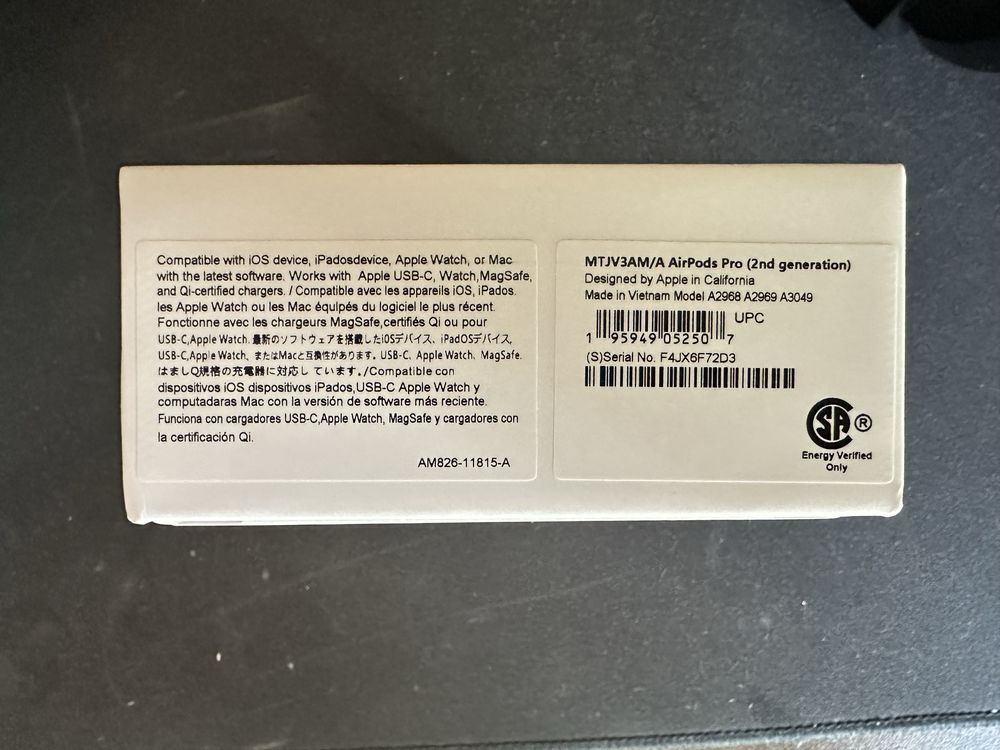 Compatible with iOS device, iPadosdevice, Apple Watch, or Mac
with the latest software. Works with Apple USB-C, Watch,MagSafe,
and Qi-certified chargers. / Compatible avec les appareils iOS, iPados.
les Apple Watch ou les Mac équipés du logiciel le plus récent.
Fonctionne avec les chargeurs MagSafe,certifiés Qi ou pour
USB-C,Apple Watch. 最新のソフトウェアを搭載したiOSデバイス、iPadOSデバイス,
USB-C,Apple Watch、またはMacと互換性があります。USB-C、Apple Watch、MagSafe.
はましQ規格の充電器に対応し ています。/Compatible con
dispositivos iOS dispositivos iPados,USB-C Apple Watch y
computadaras Mac con la versión de software más reciente.
Funciona con cargadores USB-C,Apple Watch, MagSafe y cargadores con
la certificación Qi.
AM826-11815-A
MTJV3AM/A AirPods Pro (2nd generation)
Designed by Apple in California
Made in Vietnam Model A2968 A2969 A3049
UPC
1 95949 05250 7
(S)Serial No. F4JX6F72D3
SA ®
Energy Verified
Only